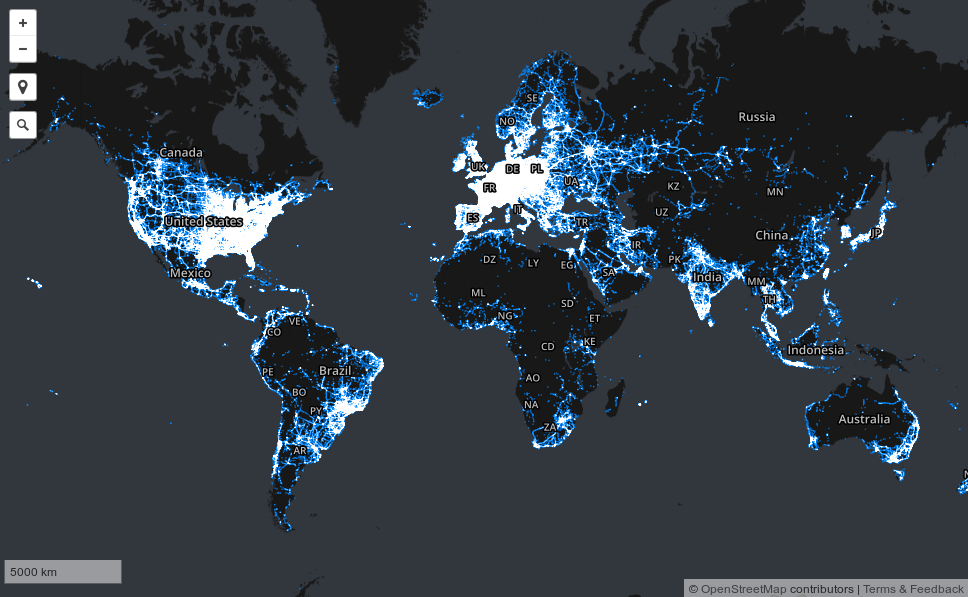 +
−
SE
NO
Russia
Canada
UK
DE
PL
FR
UA
KZ
MN
IT
ES
UZ
United States
TR
JP
China
IR
DZ
LY
EG
PK
Mexico
SA
India
MM
ML
TH
SD
NG
ET
VE
CO
KE
CD
Indonesia
PE
Brazil
AO
BO
NA
PY
Australia
ZA
AR
N
5000 km
© OpenStreetMap contributors | Terms & Feedback